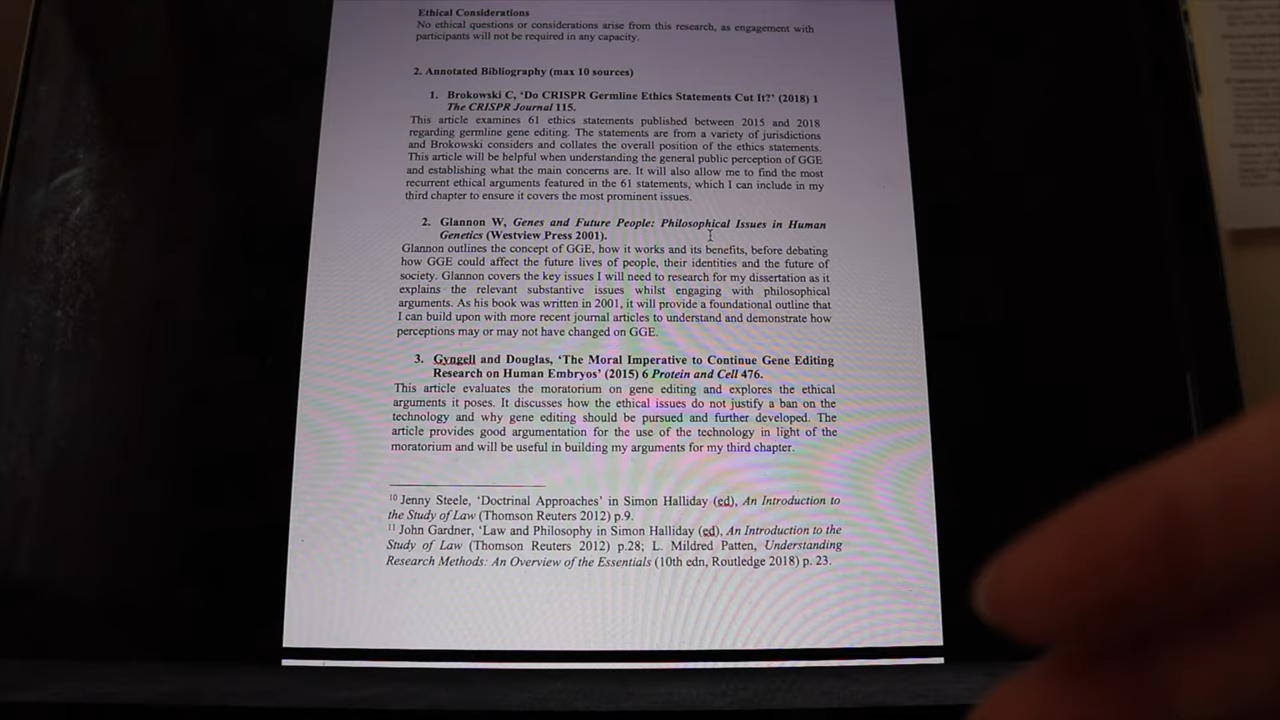 Ethical Considerations
No ethical questions or considerations arise from this research, as engagement with
participants will not be required in any capacity.
2. Annotated Bibliography (max 10 sources)
1. Brokowski C, ‘Do CRISPR Germline Ethics Statements Cut It?’ (2018) 1
The CRISPR Journal 115.
This article examines 61 ethics statements published between 2015 and 2018
regarding germline gene editing. The statements are from a variety of jurisdictions
and Brokowski considers and collates the overall position of the ethics statements.
This article will be helpful when understanding the general public perception of GGE
and establishing what the main concerns are. It will also allow me to find the most
recurrent ethical arguments featured in the 61 statements, which I can include in my
third chapter to ensure it covers the most prominent issues.
2. Glannon W, Genes and Future People: Philosophical Issues in Human
Genetics (Westview Press 2001).
Glannon outlines the concept of GGE, how it works and its benefits, before debating
how GGE could affect the future lives of people, their identities and the future of
society. Glannon covers the key issues I will need to research for my dissertation as it
explains the relevant substantive issues whilst engaging with philosophical
arguments. As his book was written in 2001, it will provide a foundational outline that
I can build upon with more recent journal articles to understand and demonstrate how
perceptions may or may not have changed on GGE.
3. Gyngell and Douglas, ‘The Moral Imperative to Continue Gene Editing
Research on Human Embryos’ (2015) 6 Protein and Cell 476.
This article evaluates the moratorium on gene editing and explores the ethical
arguments it poses. It discusses how the ethical issues do not justify a ban on the
technology and why gene editing should be pursued and further developed. The
article provides good argumentation for the use of the technology in light of the
moratorium and will be useful in building my arguments for my third chapter.
10 Jenny Steele, ‘Doctrinal Approaches’ in Simon Halliday (ed), An Introduction to
the Study of Law (Thomson Reuters 2012) p.9.
11 John Gardner, ‘Law and Philosophy in Simon Halliday (ed), An Introduction to the
Study of Law (Thomson Reuters 2012) p.28; L. Mildred Patten, Understanding
Research Methods: An Overview of the Essentials (10th edn, Routledge 2018) p. 23.